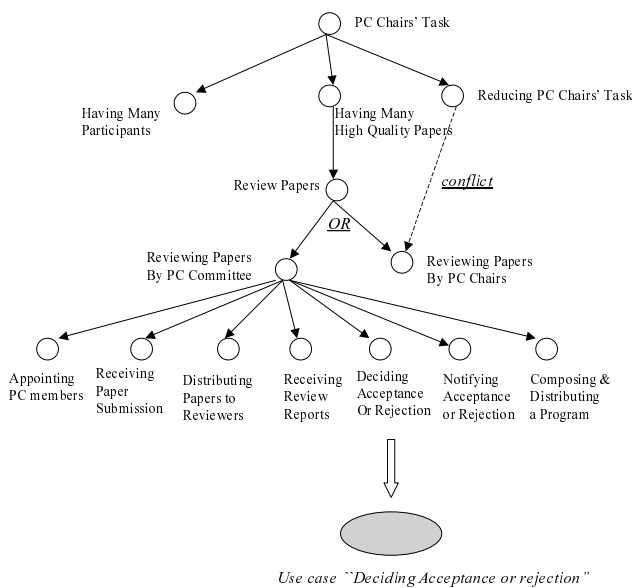 PC Chairs' Task
Having Many
Participants
Having Many
High Quality Papers
Reducing PC Chairs' Task
Review Papers
conflict
OR
Reviewing Papers
By PC Committee
Reviewing Papers
By PC Chairs
Appointing
PC members
Receiving
Paper
Submission
Distributing
Papers to
Reviewers
Receiving
Review
Reports
Deciding
Acceptance
Or Rejection
Notifying
Acceptance
or Rejection
Composing &
Distributing
a Program
Use case ``Deciding Acceptance or rejection”